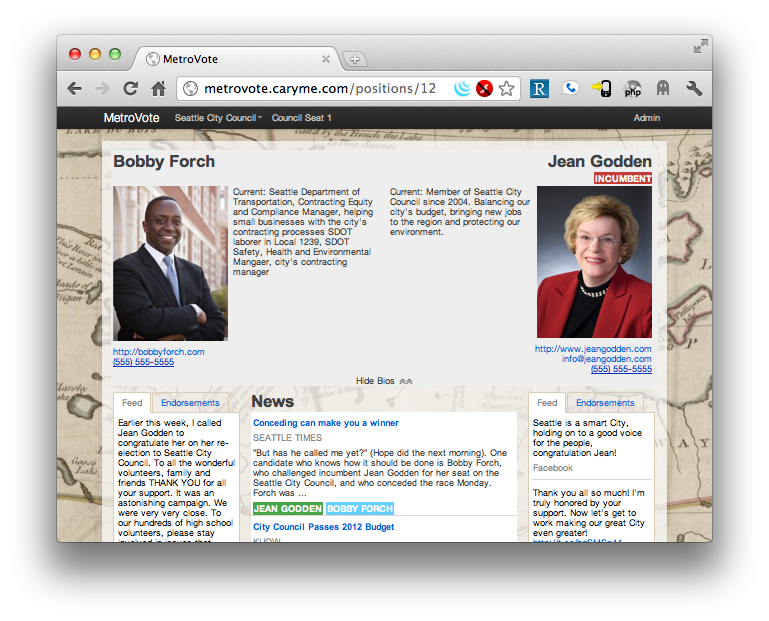 MetroVote
metrovote.caryme.com/positions/12
R
php
MetroVote Seattle City Council Council Seat 1 Admin
Bobby Forch
Jean Godden
INCUMBENT
Current: Seattle Department of
Transportation, Contracting Equity
and Compliance Manager, helping
small businesses with the city's
contracting processes SDOT
laborer in Local 1239, SDOT
Safety, Health and Environmental
Mangaer, city's contracting
manager
Current: Member of Seattle City
Council since 2004. Balancing our
city's budget, bringing new jobs
to the region and protecting our
environment.
http://bobbyforch.com
(555) 555-5555
http://www.jeangodden.com
info@jeangodden.com
(555) 555-5555
Hide Bios
Feed Endorsements
Earlier this week, I called
Jean Godden to
congratulate her on her re-
election to Seattle City
Council. To all the wonderful
volunteers, family and
friends THANK YOU for all
your support. It was an
astonishing campaign. We
were very very close. To
our hundreds of high school
volunteers, please stay
News
Conceding can make you a winner
SEATTLE TIMES
"But has he called me yet?" (Hope did the next morning). One
candidate who knows how it should be done is Bobby Forch,
who challenged incumbent Jean Godden for her seat on the
Seattle City Council, and who conceded the race Monday.
Forch was ...
JEAN GODDEN BOBBY FORCH
City Council Passes 2012 Budget
KUOW
Feed Endorsements
Seattle is a smart City,
holding on to a good voice
for the people,
congratulation Jean!
Facebook
Thank you all so much! I'm
truly honored by your
support. Now let's get to
work making our great City
even greater!